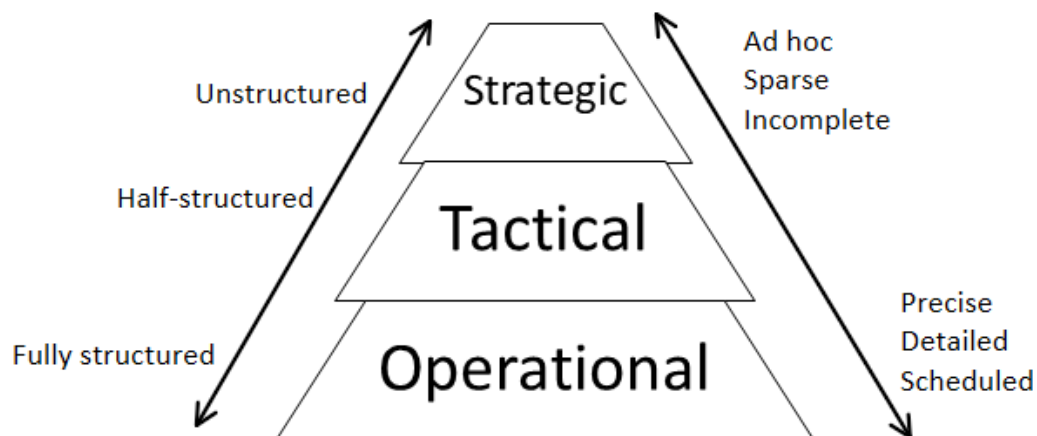 Strategic
Tactical
Operational
Unstructured
Half-structured
Fully structured
Ad hoc
Sparse
Incomplete
Precise
Detailed
Scheduled